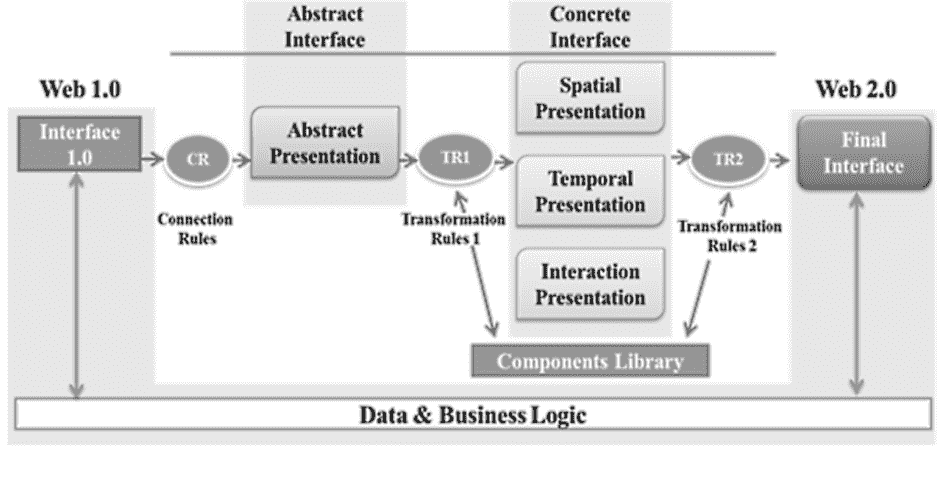 Abstract
Interface
Concrete
Interface
Web 1.0
Web 2.0
Interface
1.0
CR
Connection
Rules
Abstract
Presentation
TR1
Transformation
Rules 1
Spatial
Presentation
Temporal
Presentation
Interaction
Presentation
TR2
Transformation
Rules 2
Final
Interface
Components Library
Data & Business Logic